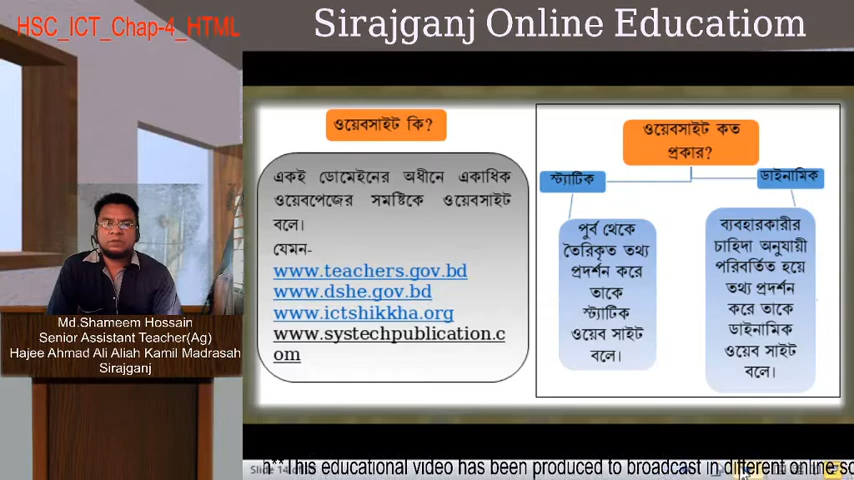 HSC_ICT_Chap-4_HTML
Sirajganj Online Educatiom
ওয়েবসাইট কি?
একই ডোমেইনের অধীনে একাধিক
ওয়েবপেজের সমষ্টিকে ওয়েবসাইট
বলে।
যেমন-
www.teachers.gov.bd
www.dshe.gov.bd
www.ictshikkha.org
www.systechpublication.c
om
ওয়েবসাইট কত
প্রকার?
স্ট্যাটিক
ডাইনামিক
পুর্ব থেকে
তৈরিকৃত তথ্য
প্রদর্শন করে
তাকে
স্ট্যাটিক
ওয়েব সাইট
বলে।
ব্যবহারকারীর
চাহিদা অনুযায়ী
পরিবর্তিত হয়ে
তথ্য প্রদর্শন
করে তাকে
ডাইনামিক
ওয়েব সাইট
বলে।
Md.Shameem Hossain
Senior Assistant Teacher(Ag)
Hajee Ahmad Ali Aliah Kamil Madrasah
Sirajganj
Slide 14
n**This educational video has been produced to broadcast in different online sc